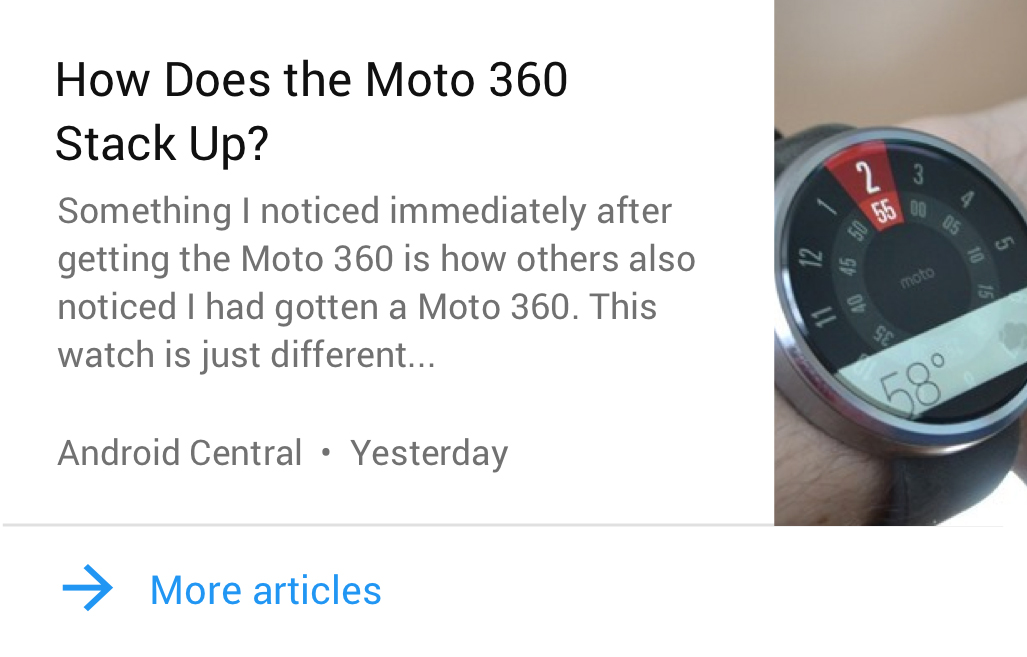 How Does the Moto 360
Stack Up?
Something I noticed immediately after
getting the Moto 360 is how others also
noticed I had gotten a Moto 360. This
watch is just different...
Android Central • Yesterday
More articles
2
55
3
00
4
05
5
10
15
1
50
12
45
11
40
35
moto
58°